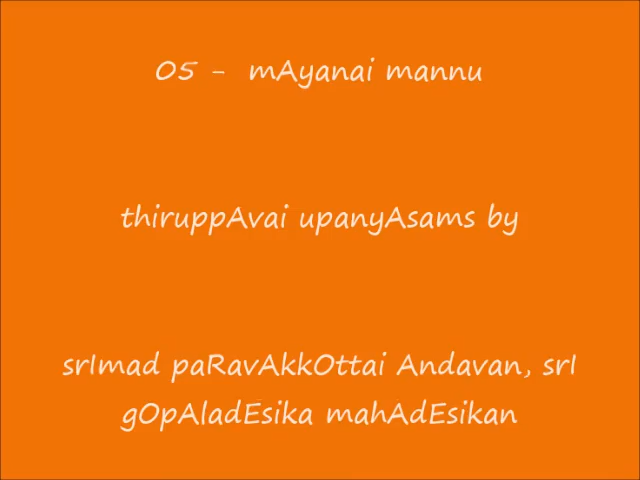 05 - mAyanai mannu
thiruppAvai upanyAsams by
srImad paRavAkkOttai Andavan, srI
gOpAladEsika mahAdEsikan